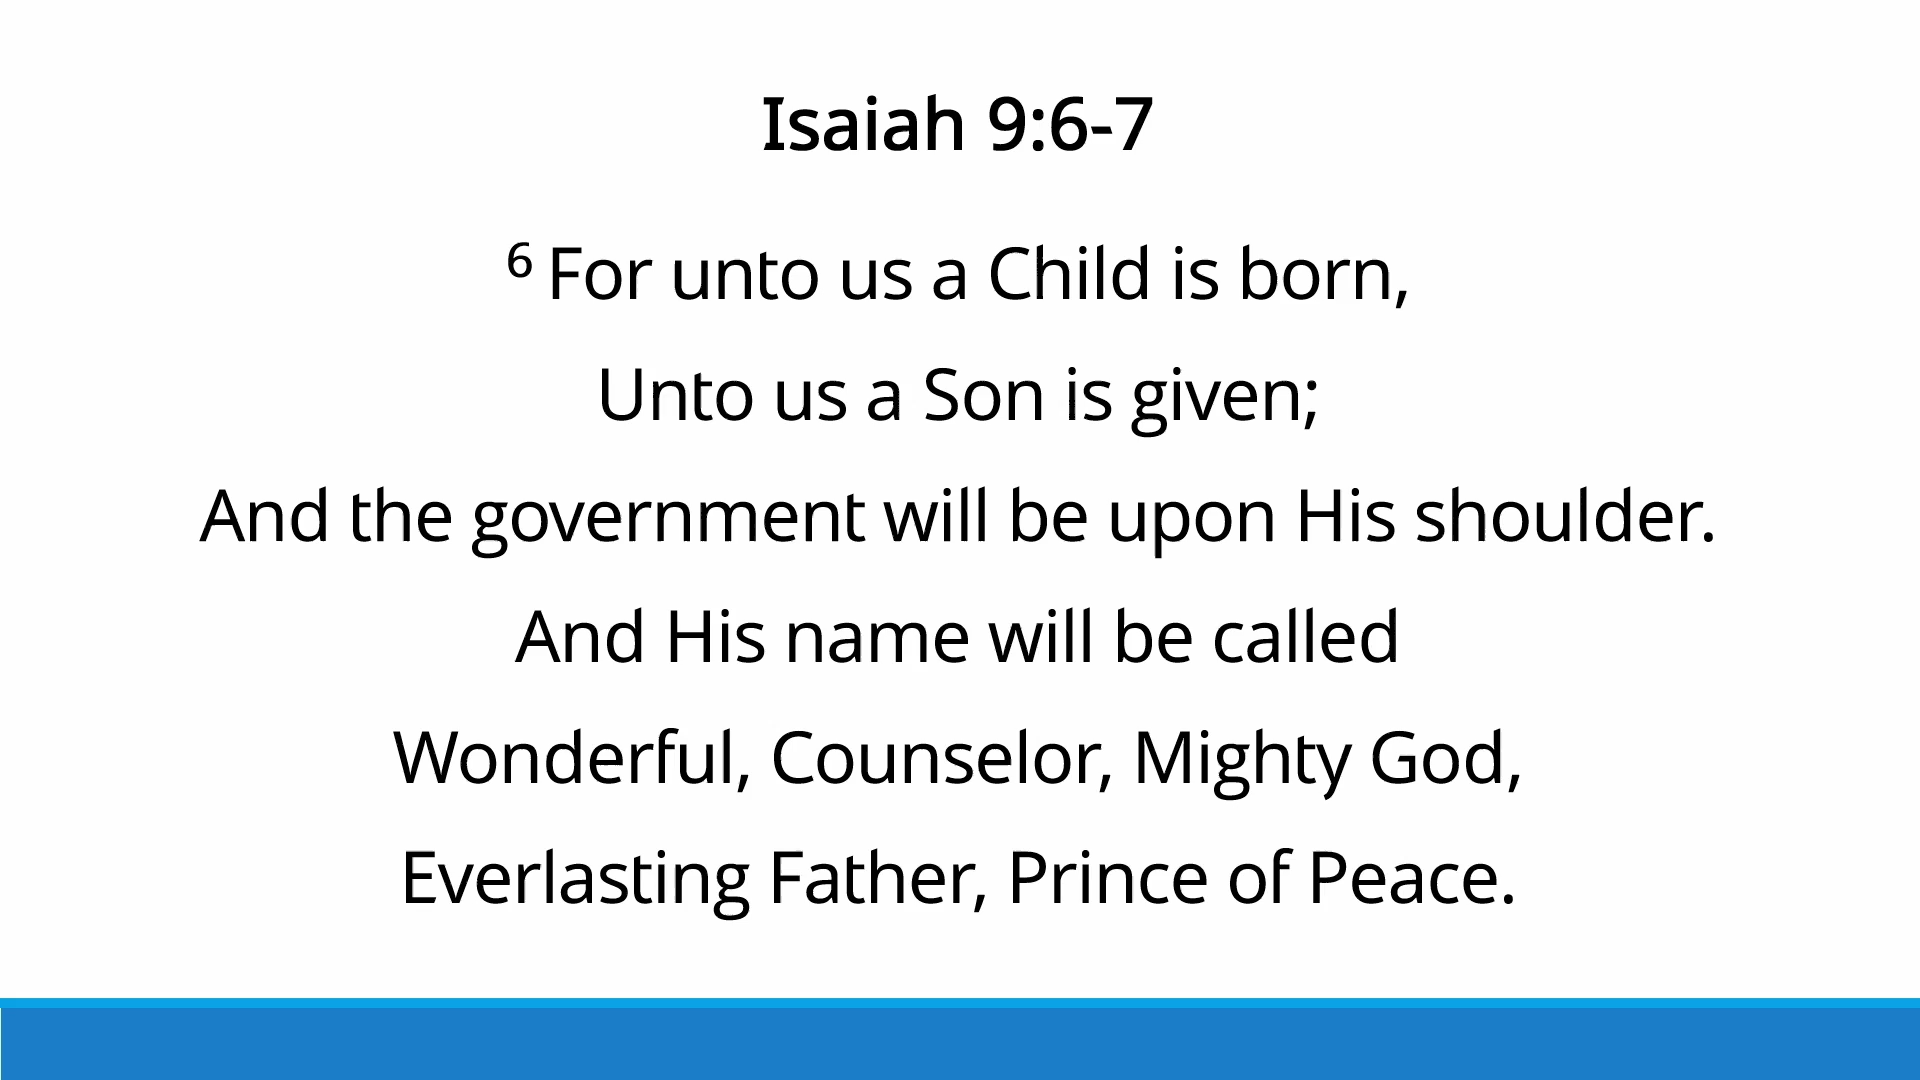 Isaiah 9:6-7
6 For unto us a Child is born,
Unto us a Son is given;
And the government will be upon His shoulder.
And His name will be called
Wonderful, Counselor, Mighty God,
Everlasting Father, Prince of Peace.